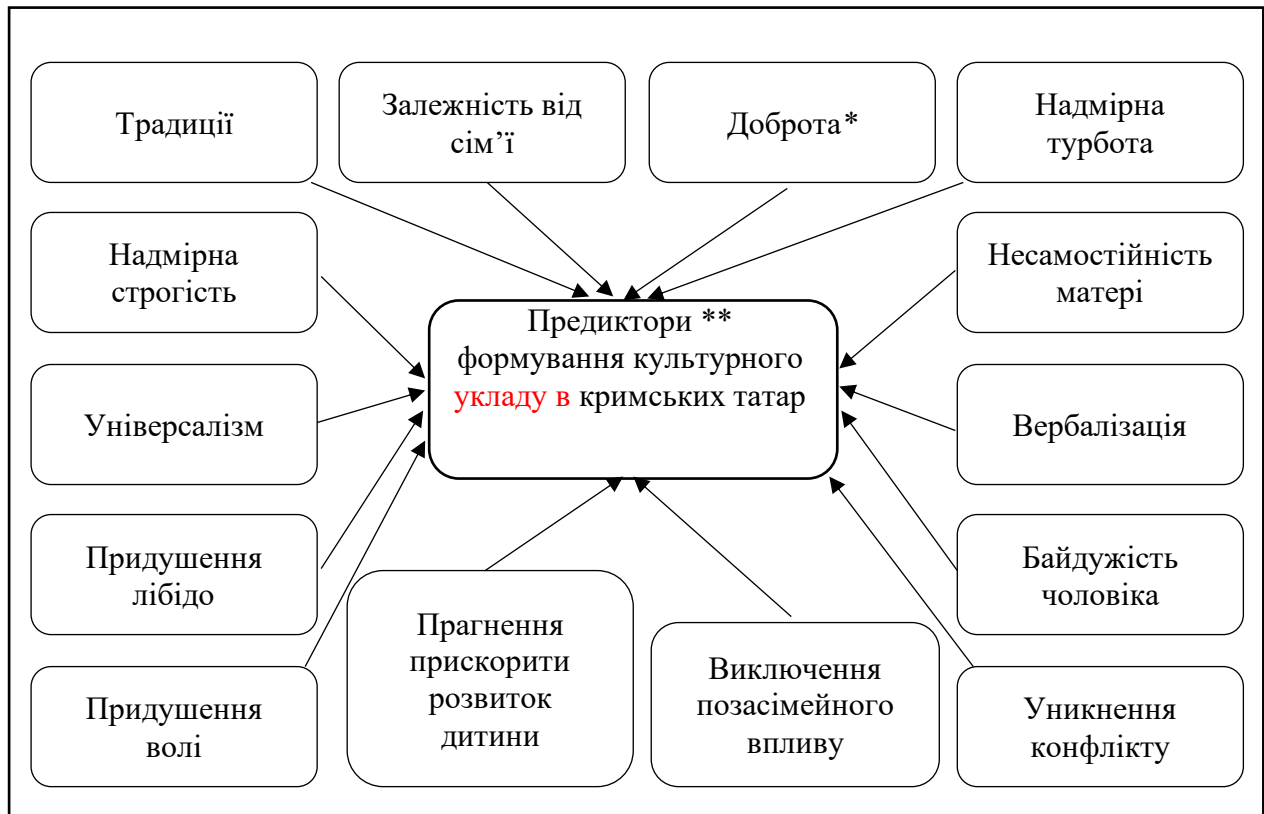 Традиції
Залежність від
сім’ї
Доброта*
Надмірна
турбота
Надмірна
строгість
Несамостійність
матері
Предиктори **
формування культурного
укладу в кримських татар
Універсалізм
Вербалізація
Придушення
лібідо
Байдужість
чоловіка
Прагнення
прискорити
розвиток
дитини
Виключення
позасімейного
впливу
Придушення
волі
Уникнення
конфлікту